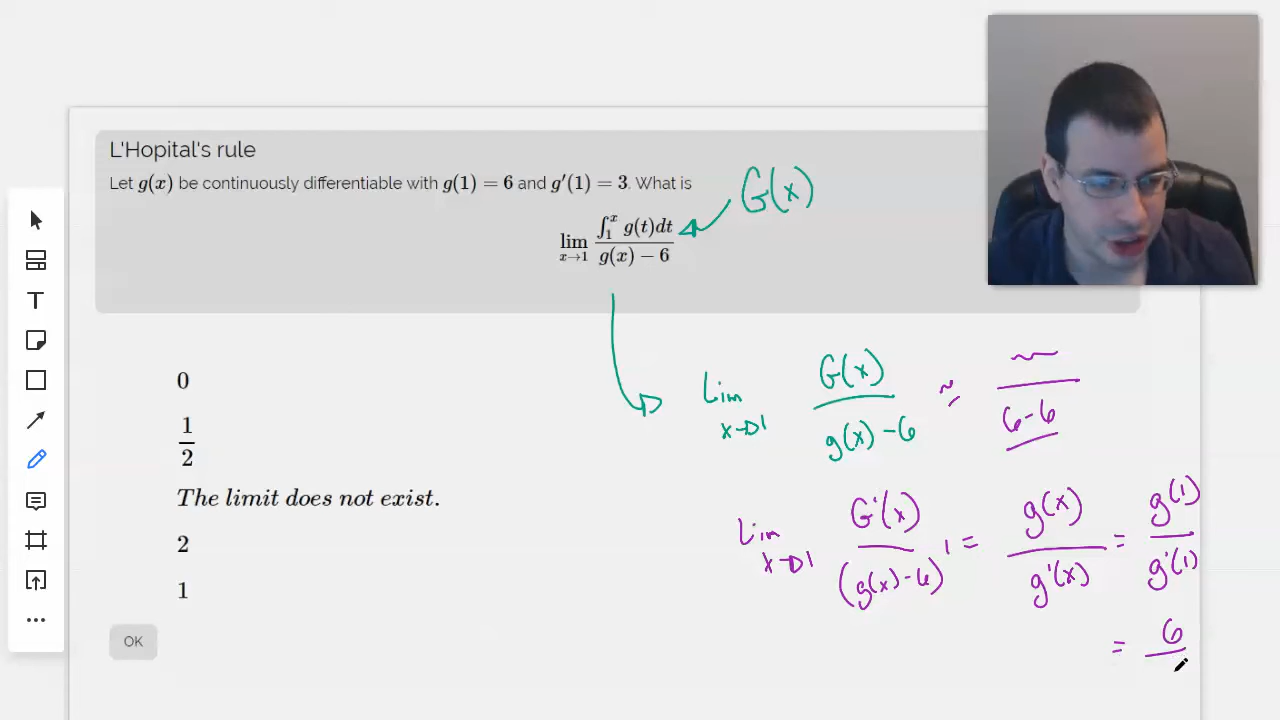 L'Hopital's rule
Let g(x) be continuously differentiable with g(1) = 6 and g′(1) = 3. What is
lim x→1 ∫₁ˣ g(t)dt / g(x) − 6
G(x)
0
1/2
The limit does not exist.
2
1
OK
T
Lim x→1 G(x) / g(x) − 6 ≈ ~ / 6 − 6
Lim x→1 G'(x) / (g(x) − 6)' = g(x) / g'(x) = g(1) / g'(1)
= 6 /